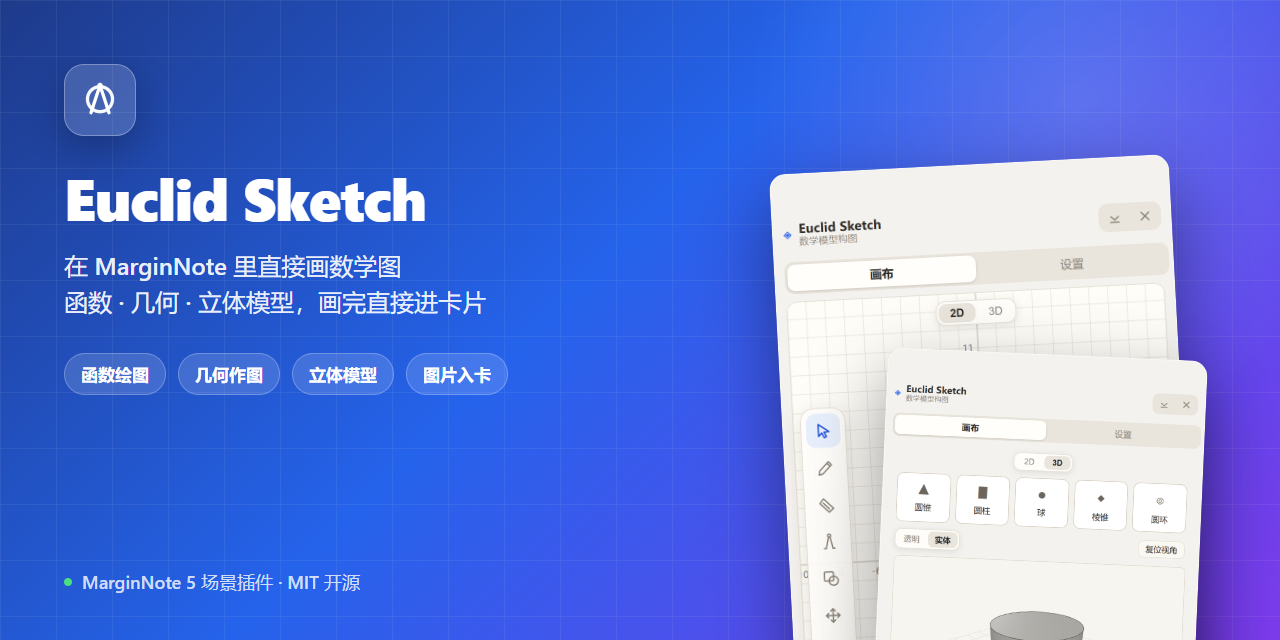 Euclid Sketch
在 MarginNote 里直接画数学图
函数 · 几何 · 立体模型，画完直接进卡片
函数绘图 几何作图 立体模型 图片入卡
MarginNote 5 场景插件 · MIT 开源
Euclid Sketch
数学模型构图
画布 设置
2D 3D
11
0
Euclid Sketch
数学模型构图
画布 设置
2D 3D
圆锥 圆柱 球 棱锥 圆环
透明 实体 复位视角